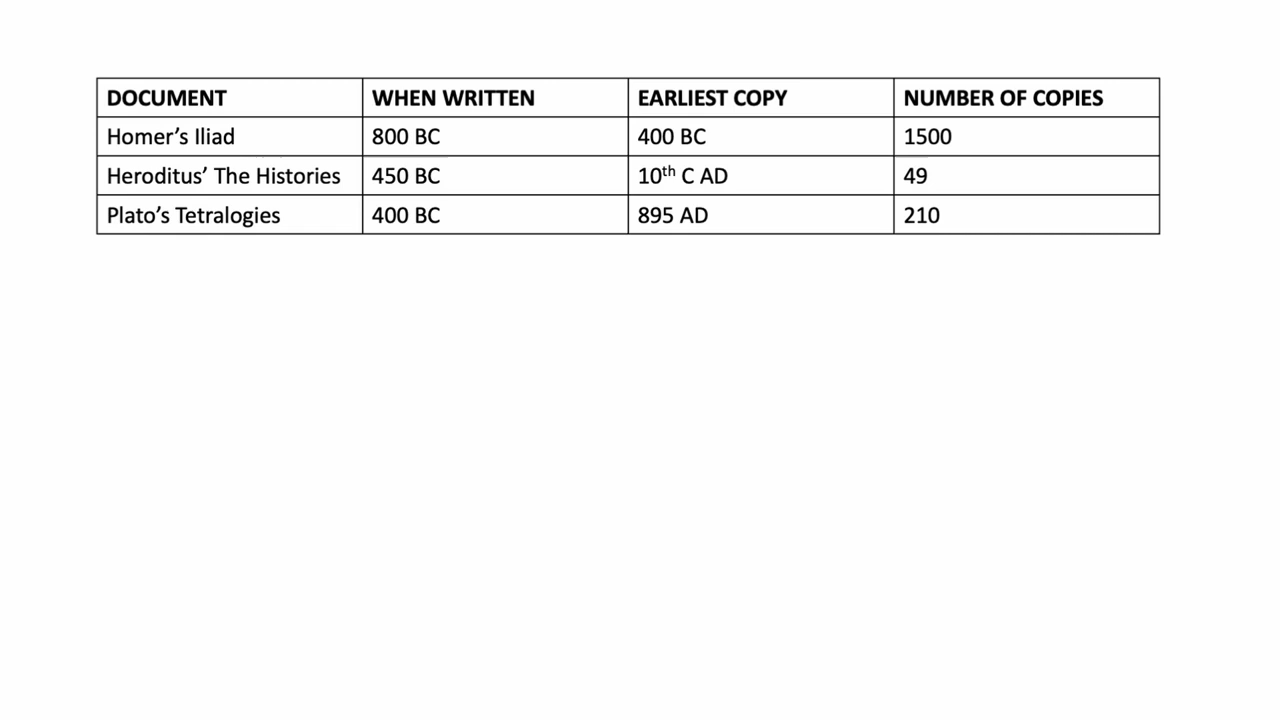 DOCUMENT WHEN WRITTEN EARLIEST COPY NUMBER OF COPIES
Homer’s Iliad 800 BC 400 BC 1500
Heroditus’ The Histories 450 BC 10th C AD 49
Plato’s Tetralogies 400 BC 895 AD 210